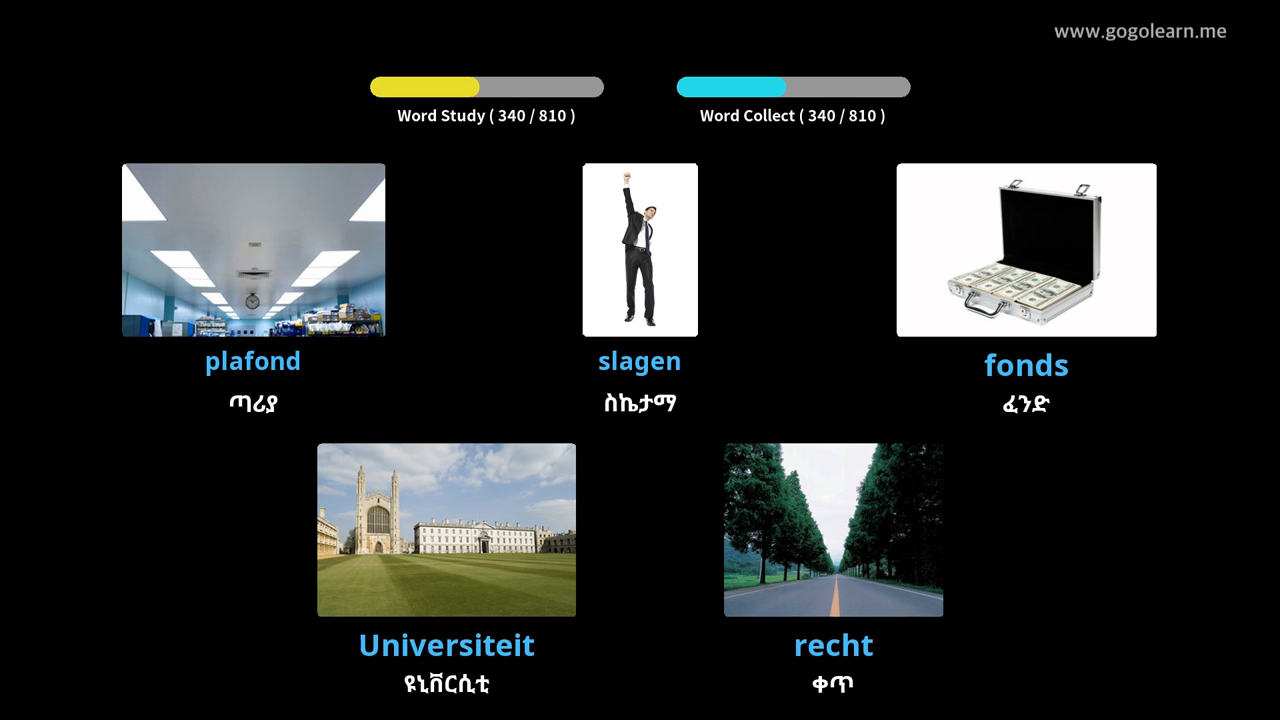 www.gogolearn.me
Word Study ( 340 / 810 )
Word Collect ( 340 / 810 )
plafond
slagen
fonds
ጣሪያ
ስኬታማ
ፈንድ
Universiteit
recht
ዩኒቨርሲቲ
ቀጥ